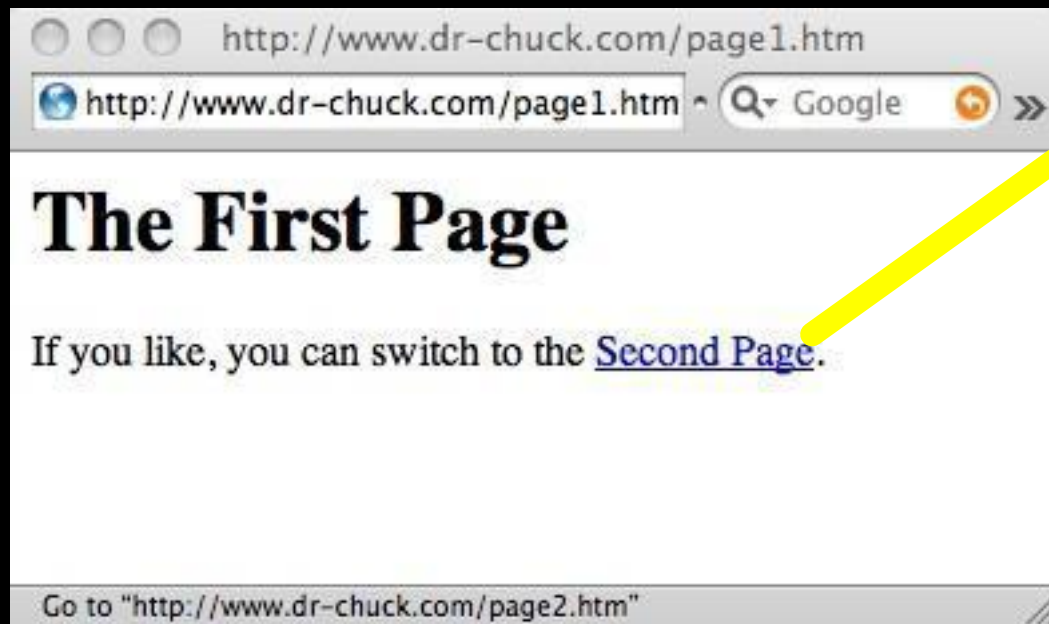 http://www.dr-chuck.com/page1.htm
http://www.dr-chuck.com/page1.htm Google
The First Page
If you like, you can switch to the Second Page.
Go to "http://www.dr-chuck.com/page2.htm"